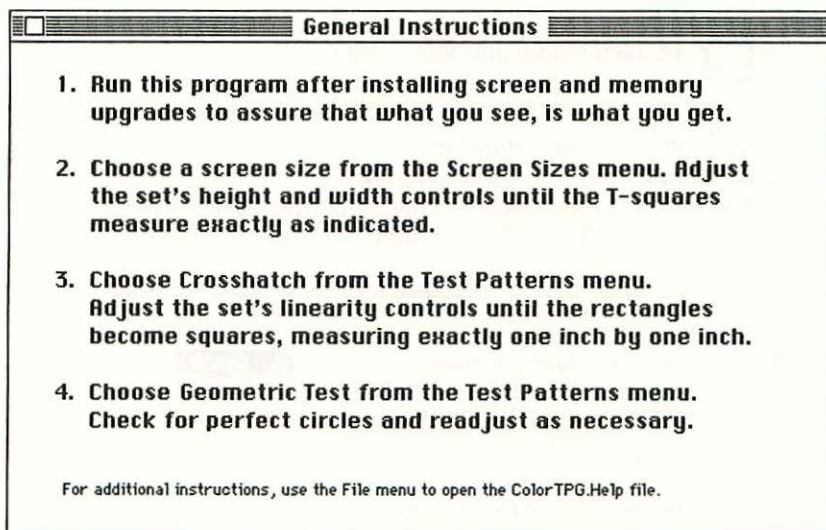 General Instructions
1. Run this program after installing screen and memory
upgrades to assure that what you see, is what you get.
2. Choose a screen size from the Screen Sizes menu. Adjust
the set's height and width controls until the T-squares
measure exactly as indicated.
3. Choose Crosshatch from the Test Patterns menu.
Adjust the set's linearity controls until the rectangles
become squares, measuring exactly one inch by one inch.
4. Choose Geometric Test from the Test Patterns menu.
Check for perfect circles and readjust as necessary.
For additional instructions, use the File menu to open the ColorTPG.Help file.